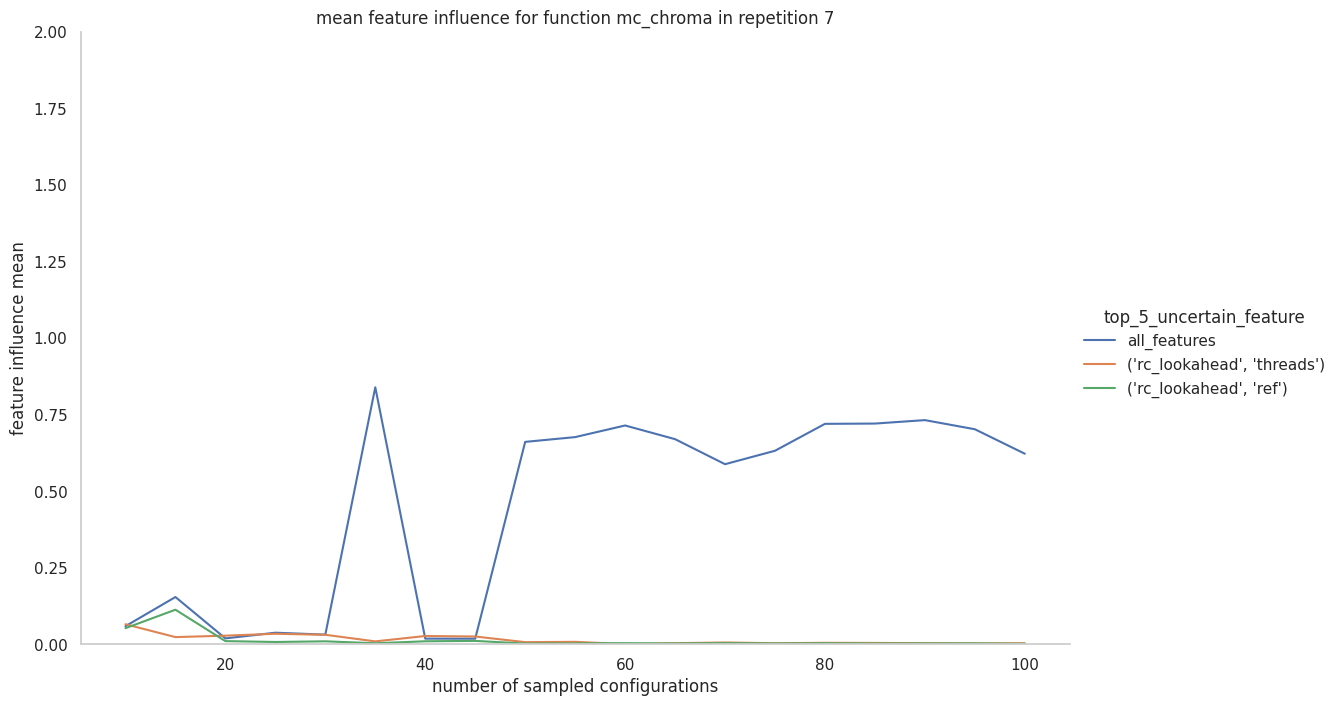 mean feature influence for function mc_chroma in repetition 7
2.00
1.75
1.50
1.25
1.00
0.75
0.50
0.25
0.00
feature influence mean
20
40
60
80
100
number of sampled configurations
top_5_uncertain_feature
all_features
('rc_lookahead', 'threads')
('rc_lookahead', 'ref')